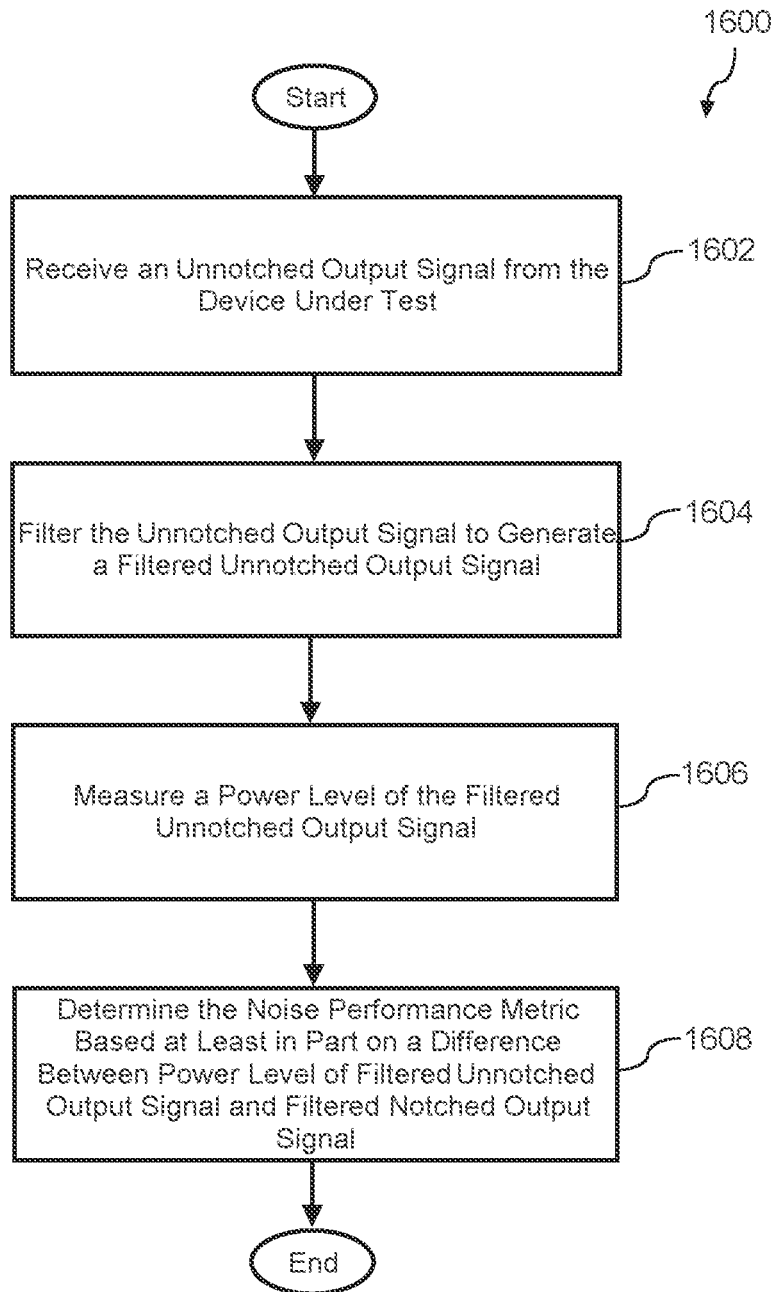 1600
Start
Receive an Unnotched Output Signal from the
Device Under Test
1602
Filter the Unnotched Output Signal to Generate
a Filtered Unnotched Output Signal
1604
Measure a Power Level of the Filtered
Unnotched Output Signal
1606
Determine the Noise Performance Metric
Based at Least in Part on a Difference
Between Power Level of Filtered Unnotched
Output Signal and Filtered Notched Output
Signal
1608
End